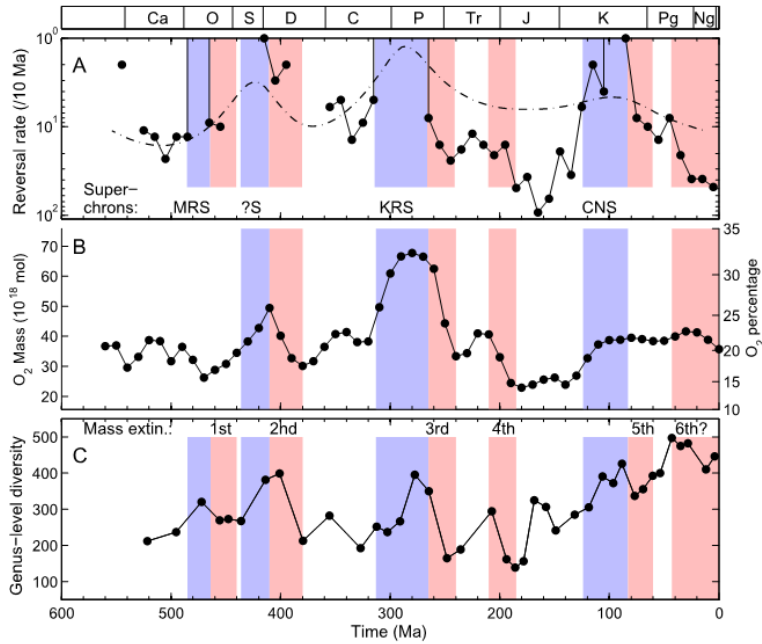 Ca O S D C P Tr J K Pg Ng
A
Reversal rate (/10 Ma)
10⁰
10¹
10²
Super−
chrons: MRS ?S KRS CNS
B
O₂ Mass (10¹⁸ mol)
70
60
50
40
30
20
O₂ percentage
35
30
25
20
15
10
Mass extin.: 1st 2nd 3rd 4th 5th 6th?
C
Genus−level diversity
500
400
300
200
100
50
600 500 400 300 200 100 0
Time (Ma)